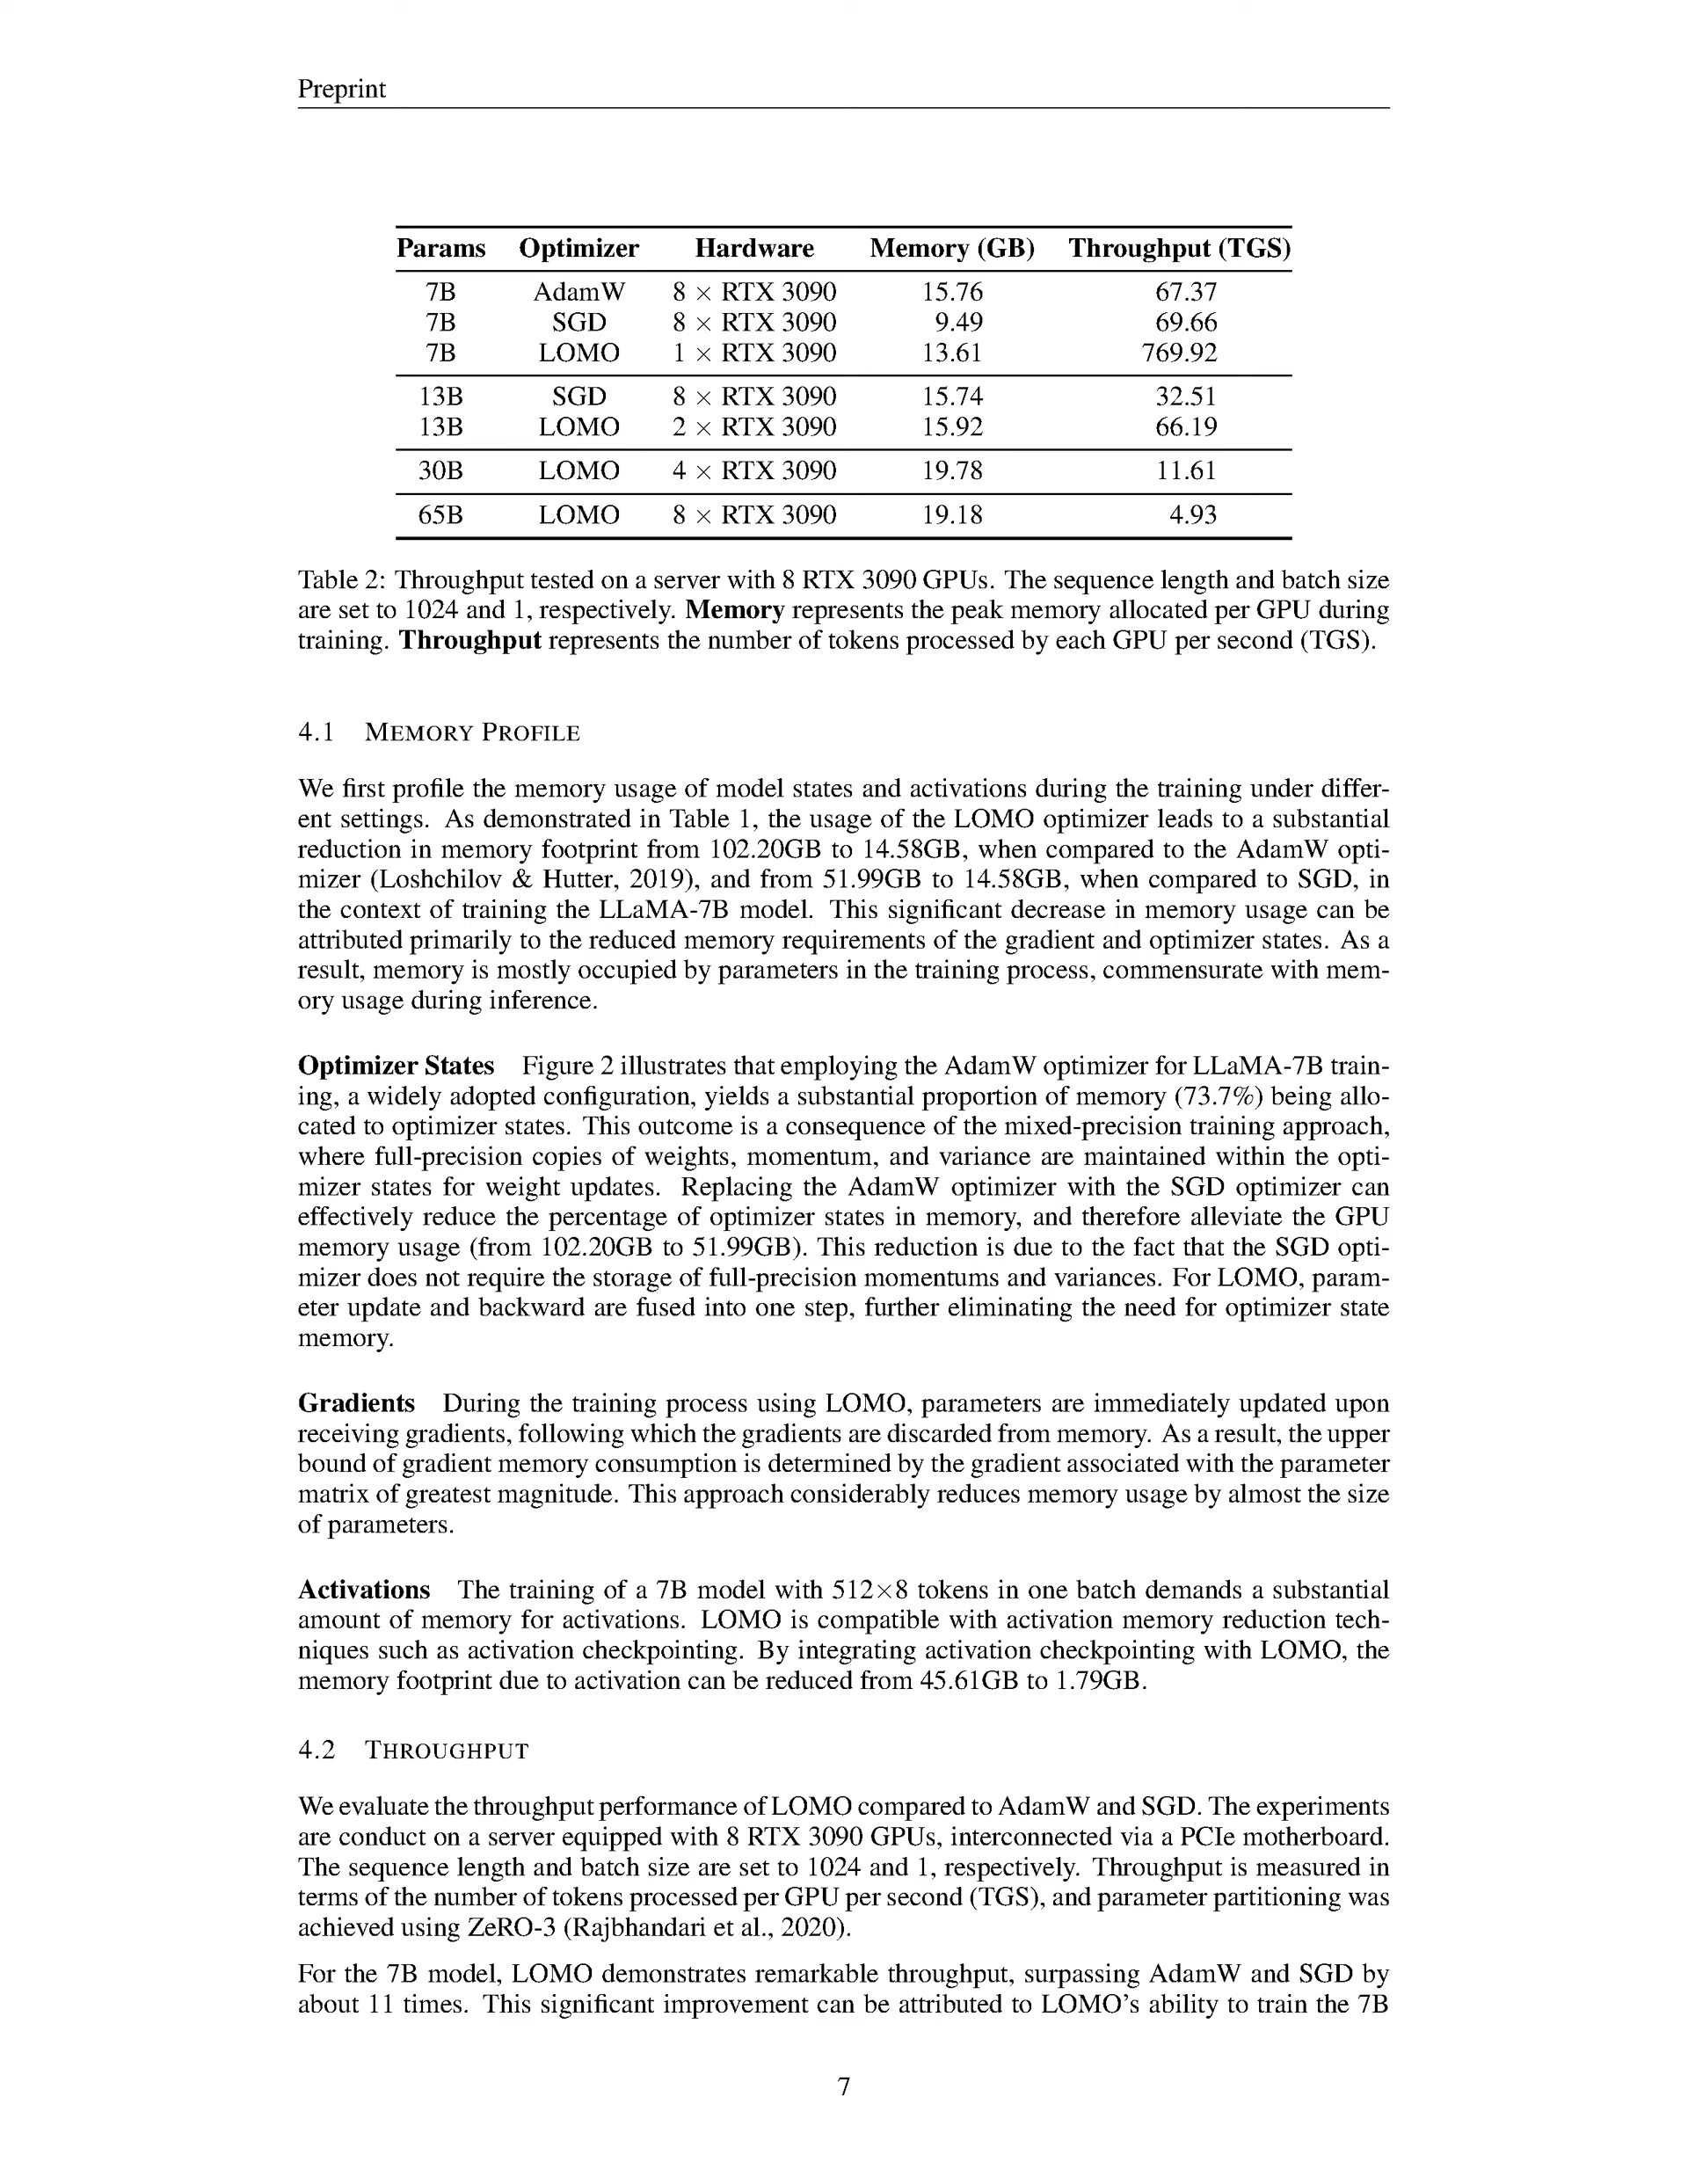 Preprint
Params Optimizer Hardware Memory (GB) Throughput (TGS)
7B AdamW 8 × RTX 3090 15.76 67.37
7B SGD 8 × RTX 3090 9.49 69.66
7B LOMO 1 × RTX 3090 13.61 769.92
13B SGD 8 × RTX 3090 15.74 32.51
13B LOMO 2 × RTX 3090 15.92 66.19
30B LOMO 4 × RTX 3090 19.78 11.61
65B LOMO 8 × RTX 3090 19.18 4.93
Table 2: Throughput tested on a server with 8 RTX 3090 GPUs. The sequence length and batch size
are set to 1024 and 1, respectively. Memory represents the peak memory allocated per GPU during
training. Throughput represents the number of tokens processed by each GPU per second (TGS).
4.1 MEMORY PROFILE
We first profile the memory usage of model states and activations during the training under differ-
ent settings. As demonstrated in Table 1, the usage of the LOMO optimizer leads to a substantial
reduction in memory footprint from 102.20GB to 14.58GB, when compared to the AdamW opti-
mizer (Loshchilov & Hutter, 2019), and from 51.99GB to 14.58GB, when compared to SGD, in
the context of training the LLaMA-7B model. This significant decrease in memory usage can be
attributed primarily to the reduced memory requirements of the gradient and optimizer states. As a
result, memory is mostly occupied by parameters in the training process, commensurate with mem-
ory usage during inference.
Optimizer States Figure 2 illustrates that employing the AdamW optimizer for LLaMA-7B train-
ing, a widely adopted configuration, yields a substantial proportion of memory (73.7%) being allo-
cated to optimizer states. This outcome is a consequence of the mixed-precision training approach,
where full-precision copies of weights, momentum, and variance are maintained within the opti-
mizer states for weight updates. Replacing the AdamW optimizer with the SGD optimizer can
effectively reduce the percentage of optimizer states in memory, and therefore alleviate the GPU
memory usage (from 102.20GB to 51.99GB). This reduction is due to the fact that the SGD opti-
mizer does not require the storage of full-precision momentums and variances. For LOMO, param-
eter update and backward are fused into one step, further eliminating the need for optimizer state
memory.
Gradients During the training process using LOMO, parameters are immediately updated upon
receiving gradients, following which the gradients are discarded from memory. As a result, the upper
bound of gradient memory consumption is determined by the gradient associated with the parameter
matrix of greatest magnitude. This approach considerably reduces memory usage by almost the size
of parameters.
Activations The training of a 7B model with 512×8 tokens in one batch demands a substantial
amount of memory for activations. LOMO is compatible with activation memory reduction tech-
niques such as activation checkpointing. By integrating activation checkpointing with LOMO, the
memory footprint due to activation can be reduced from 45.61GB to 1.79GB.
4.2 THROUGHPUT
We evaluate the throughput performance of LOMO compared to AdamW and SGD. The experiments
are conduct on a server equipped with 8 RTX 3090 GPUs, interconnected via a PCIe motherboard.
The sequence length and batch size are set to 1024 and 1, respectively. Throughput is measured in
terms of the number of tokens processed per GPU per second (TGS), and parameter partitioning was
achieved using ZeRO-3 (Rajbhandari et al., 2020).
For the 7B model, LOMO demonstrates remarkable throughput, surpassing AdamW and SGD by
about 11 times. This significant improvement can be attributed to LOMO's ability to train the 7B
7